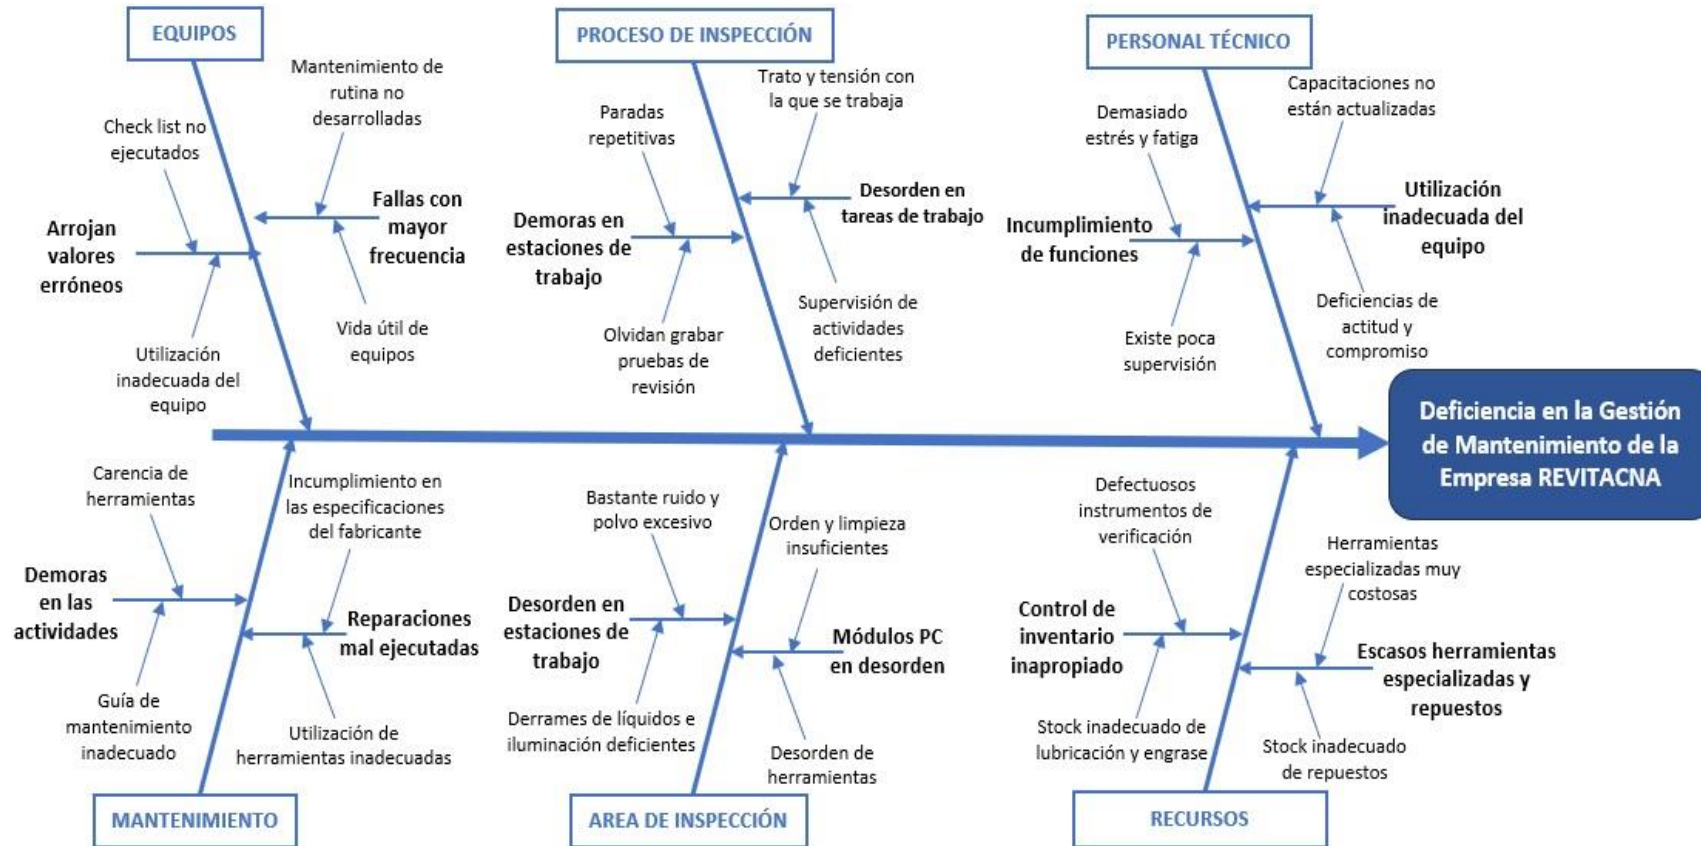 EQUIPOS
Mantenimiento de
rutina no
desarrolladas
Check list no
ejecutados
Fallas con
mayor
frecuencia
Arrojan
valores
erróneos
Vida útil de
equipos
Utilización
inadecuada del
equipo
PROCESO DE INSPECCIÓN
Trato y tensión con
la que se trabaja
Paradas
repetitivas
Desorden en
tareas de trabajo
Demoras en
estaciones de
trabajo
Supervisión de
actividades
deficientes
Olvidan grabar
pruebas de
revisión
PERSONAL TÉCNICO
Capacitaciones no
están actualizadas
Demasiado
estrés y fatiga
Utilización
inadecuada del
equipo
Incumplimiento
de funciones
Deficiencias de
actitud y
compromiso
Existe poca
supervisión
Deficiencia en la Gestión
de Mantenimiento de la
Empresa REVITACNA
Carencia de
herramientas
Incumplimiento en
las especificaciones
del fabricante
Demoras
en las
actividades
Reparaciones
mal ejecutadas
Guía de
mantenimiento
inadecuado
Utilización de
herramientas inadecuadas
MANTENIMIENTO
Bastante ruido y
polvo excesivo
Orden y limpieza
insuficientes
Desorden en
estaciones de
trabajo
Módulos PC
en desorden
Derrames de líquidos e
iluminación deficientes
Desorden de
herramientas
AREA DE INSPECCIÓN
Defectuosos
instrumentos de
verificación
Herramientas
especializadas muy
costosas
Control de
inventario
inapropiado
Escasos herramientas
especializadas y
repuestos
Stock inadecuado de
lubricación y engrase
Stock inadecuado
de repuestos
RECURSOS